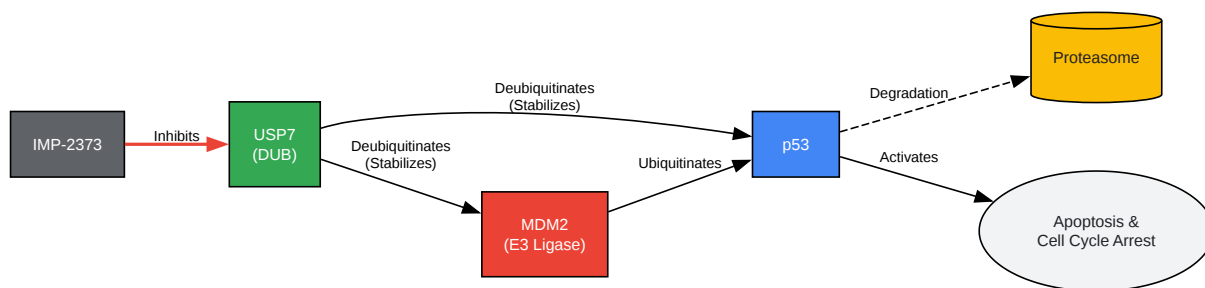 IMP-2373
Inhibits
USP7
(DUB)
Deubiquitinates
(Stabilizes)
Deubiquitinates
(Stabilizes)
MDM2
(E3 Ligase)
Ubiquitinates
p53
Degradation
Proteasome
Activates
Apoptosis &
Cell Cycle Arrest